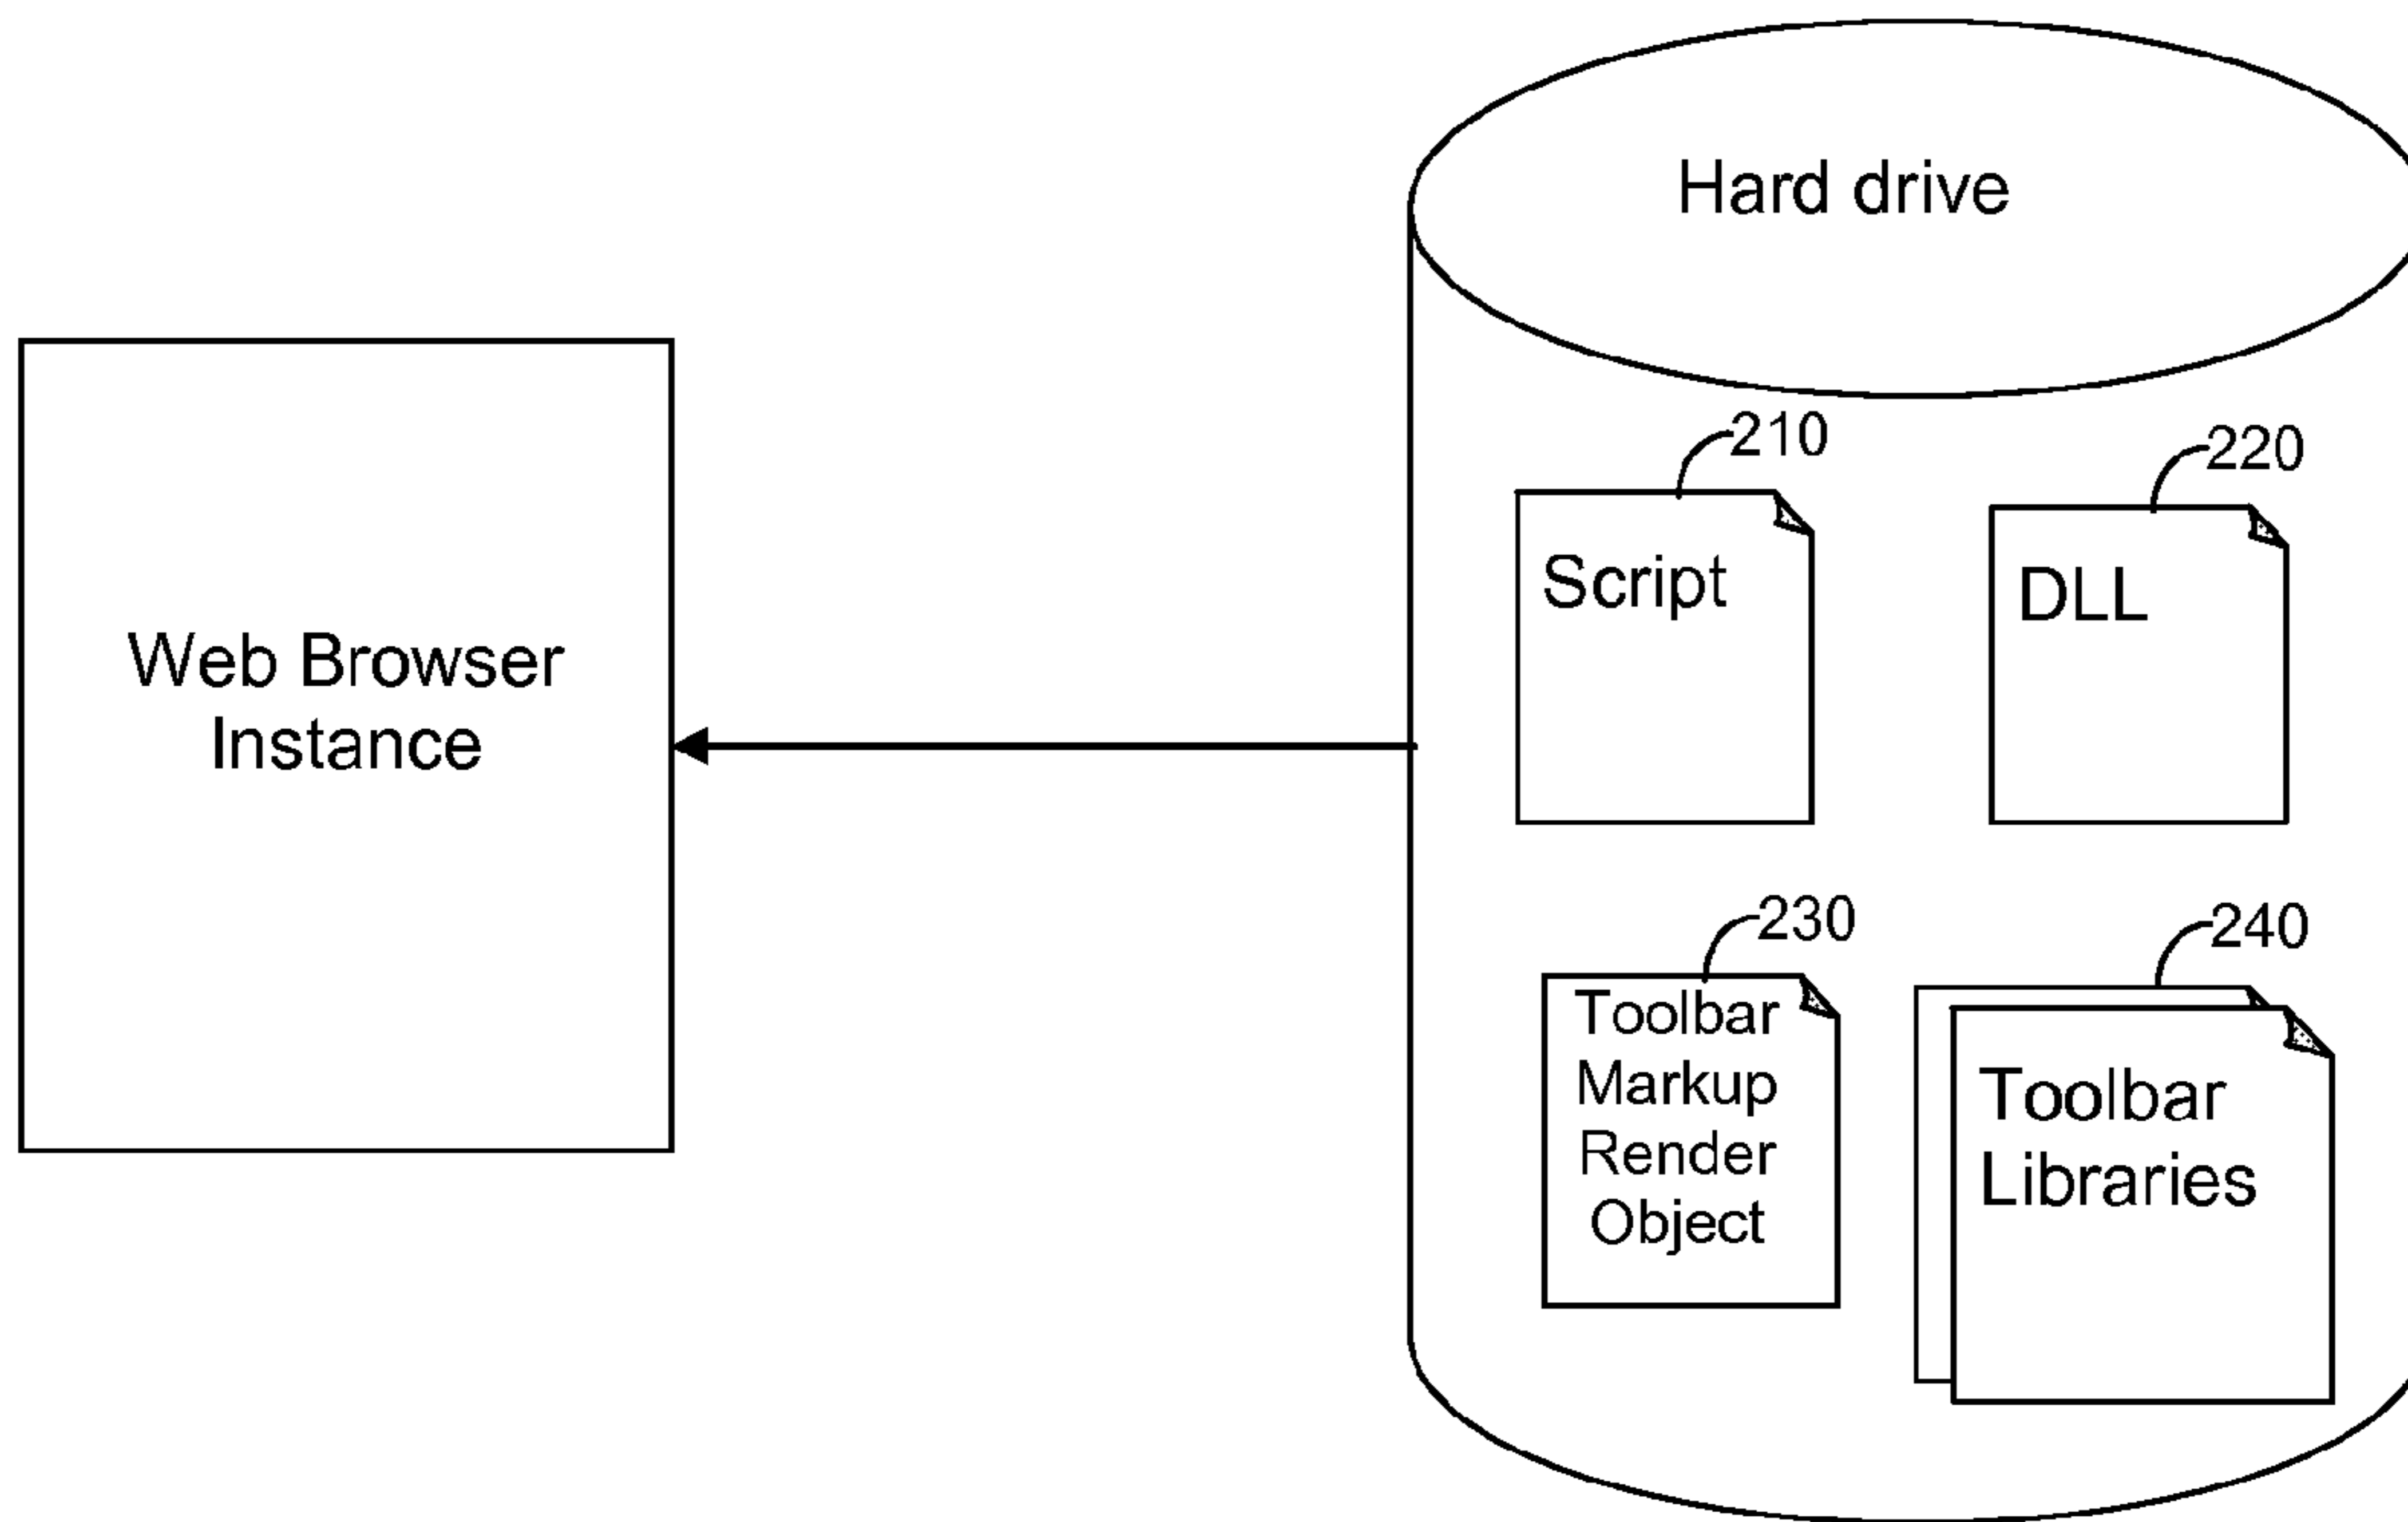 Hard drive
Web Browser
Instance
210
220
Script
DLL
230
240
Toolbar
Markup
Render
Object
Toolbar
Libraries